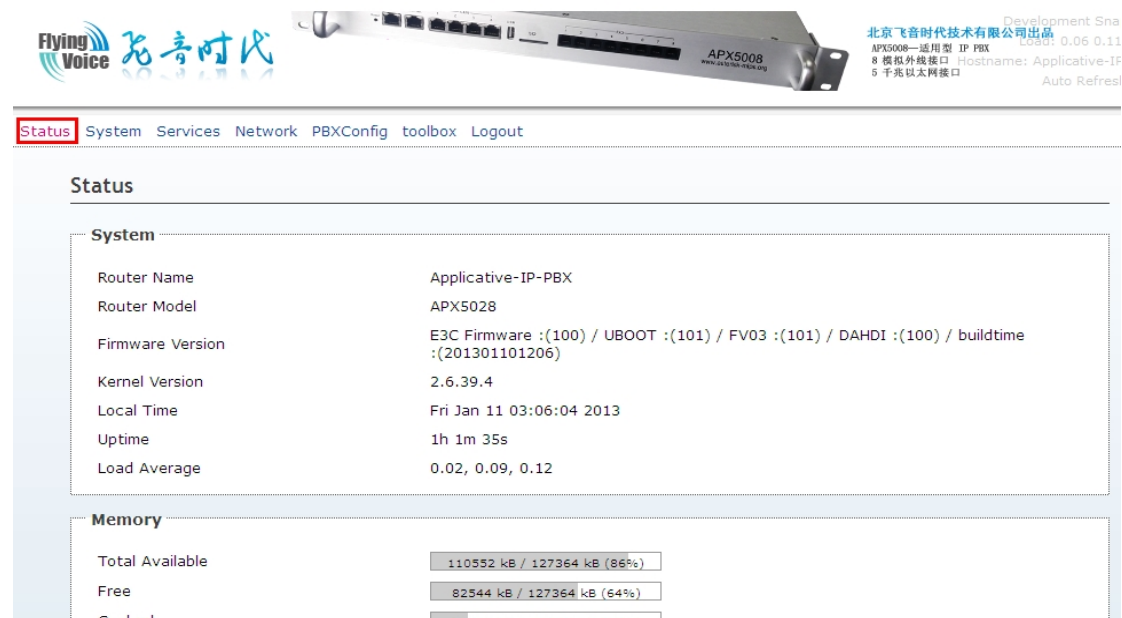 Flying Voice 飞音时代
APX5008
www.asterisk-mipx.org
北京飞音时代技术有限公司出品
APX5008—适用型 IP PBX
8 模拟外线接口
5 千兆以太网接口
Development Sna
Load: 0.06 0.11
Hostname: Applicative-IP
Auto Refresh
Status System Services Network PBXConfig toolbox Logout
Status
System
Router Name Applicative-IP-PBX
Router Model APX5028
Firmware Version E3C Firmware :(100) / UBOOT :(101) / FV03 :(101) / DAHDI :(100) / buildtime
:(201301101206)
Kernel Version 2.6.39.4
Local Time Fri Jan 11 03:06:04 2013
Uptime 1h 1m 35s
Load Average 0.02, 0.09, 0.12
Memory
Total Available 110552 kB / 127364 kB (86%)
Free 82544 kB / 127364 kB (64%)